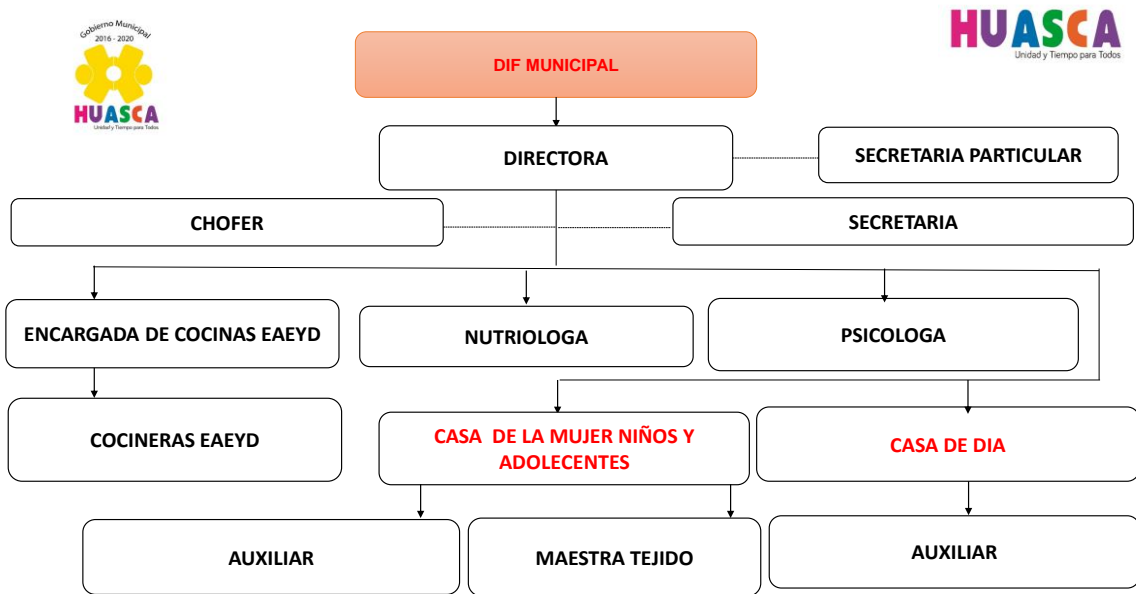 Gobierno Municipal
2016 - 2020
HUASCA
Unidad y Tiempo para Todos
HUASCA
Unidad y Tiempo para Todos
DIF MUNICIPAL
DIRECTORA
SECRETARIA PARTICULAR
CHOFER
SECRETARIA
ENCARGADA DE COCINAS EAEYD
NUTRIOLOGA
PSICOLOGA
COCINERAS EAEYD
CASA DE LA MUJER NIÑOS Y
ADOLECENTES
CASA DE DIA
AUXILIAR
MAESTRA TEJIDO
AUXILIAR